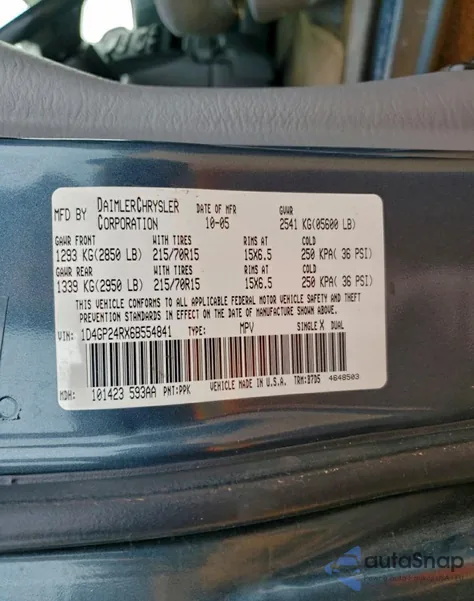 MFD BY DAIMLERCHRYSLER CORPORATION DATE OF MFR 10-05 GVWR 2541 KG(05600 LB)
GAWR FRONT WITH TIRES RIMS AT COLD
1293 KG(2850 LB) 215/70R15 15X6.5 250 KPA( 36 PSI)
GAWR REAR WITH TIRES RIMS AT COLD
1339 KG(2950 LB) 215/70R15 15X6.5 250 KPA( 36 PSI)
THIS VEHICLE CONFORMS TO ALL APPLICABLE FEDERAL MOTOR VEHICLE SAFETY AND THEFT
PREVENTION STANDARDS IN EFFECT ON THE DATE OF MANUFACTURE SHOWN ABOVE.
VIN: 1D4GP24RX6B554841 TYPE: MPV SINGLE X DUAL
MDH: 101423 593AA PNT:PPK VEHICLE MADE IN U.S.A. TRM:D7D5 4648503
autoSnap